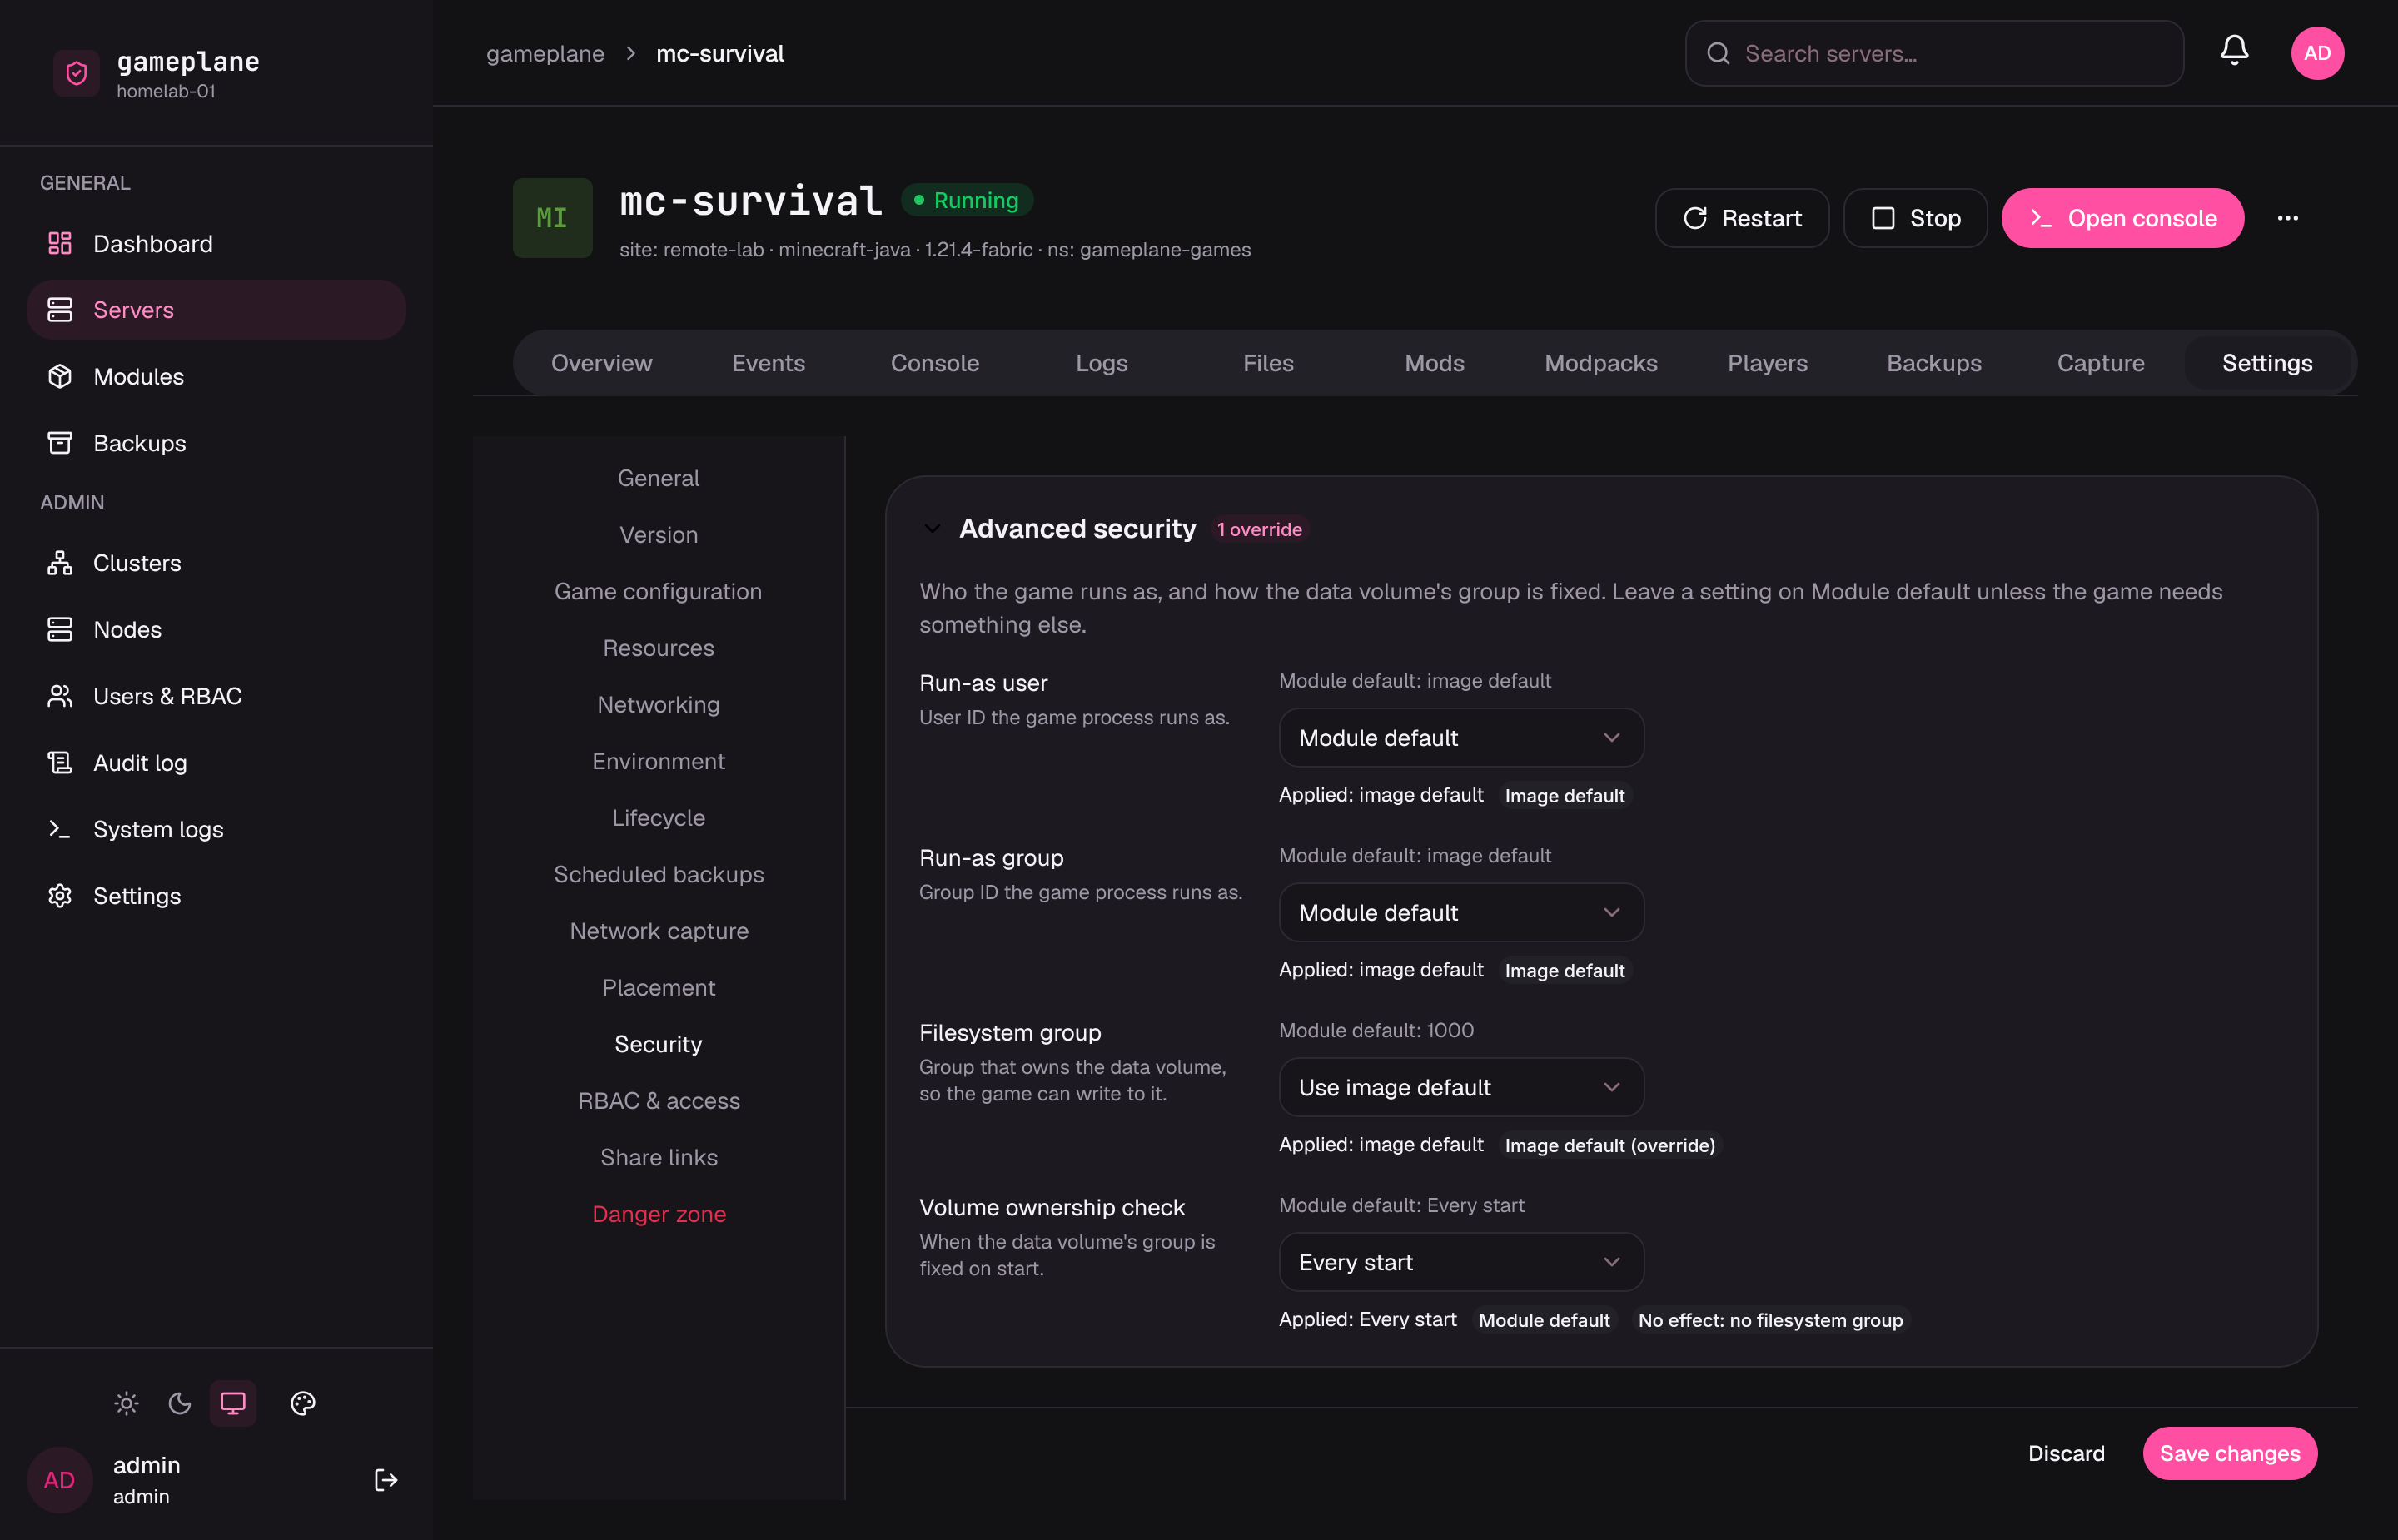 gameplane
homelab-01
GENERAL
Dashboard
Servers
Modules
Backups
ADMIN
Clusters
Nodes
Users & RBAC
Audit log
System logs
Settings
AD
admin
admin
gameplane
mc-survival
Search servers...
AD
MI
mc-survival
Running
site: remote-lab · minecraft-java · 1.21.4-fabric · ns: gameplane-games
Restart
Stop
Open console
Overview
Events
Console
Logs
Files
Mods
Modpacks
Players
Backups
Capture
Settings
General
Version
Game configuration
Resources
Networking
Environment
Lifecycle
Scheduled backups
Network capture
Placement
Security
RBAC & access
Share links
Danger zone
Advanced security
1 override
Who the game runs as, and how the data volume's group is fixed. Leave a setting on Module default unless the game needs
something else.
Run-as user
User ID the game process runs as.
Module default: image default
Module default
Applied: image default
Image default
Run-as group
Group ID the game process runs as.
Module default: image default
Module default
Applied: image default
Image default
Filesystem group
Group that owns the data volume,
so the game can write to it.
Module default: 1000
Use image default
Applied: image default
Image default (override)
Volume ownership check
When the data volume's group is
fixed on start.
Module default: Every start
Every start
Applied: Every start
Module default
No effect: no filesystem group
Discard
Save changes